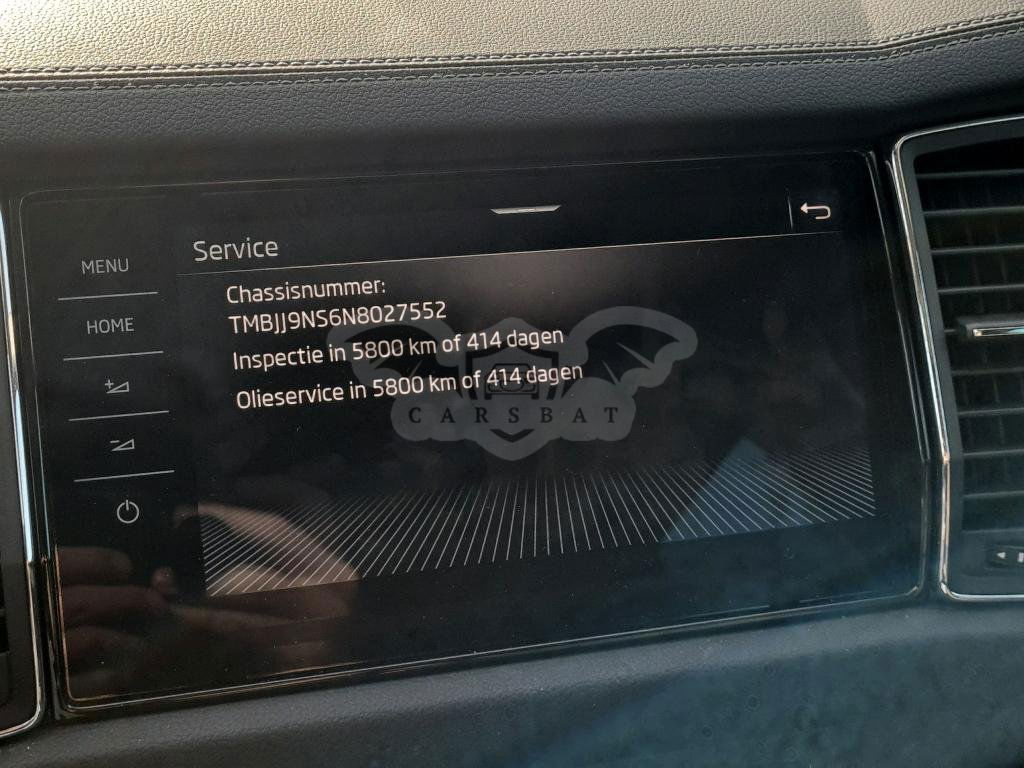 Service
MENU
HOME
Chassisnummer:
TMBJJ9NS6N8027552
Inspectie in 5800 km of 414 dagen
Olieservice in 5800 km of 414 dagen
CARSBAT